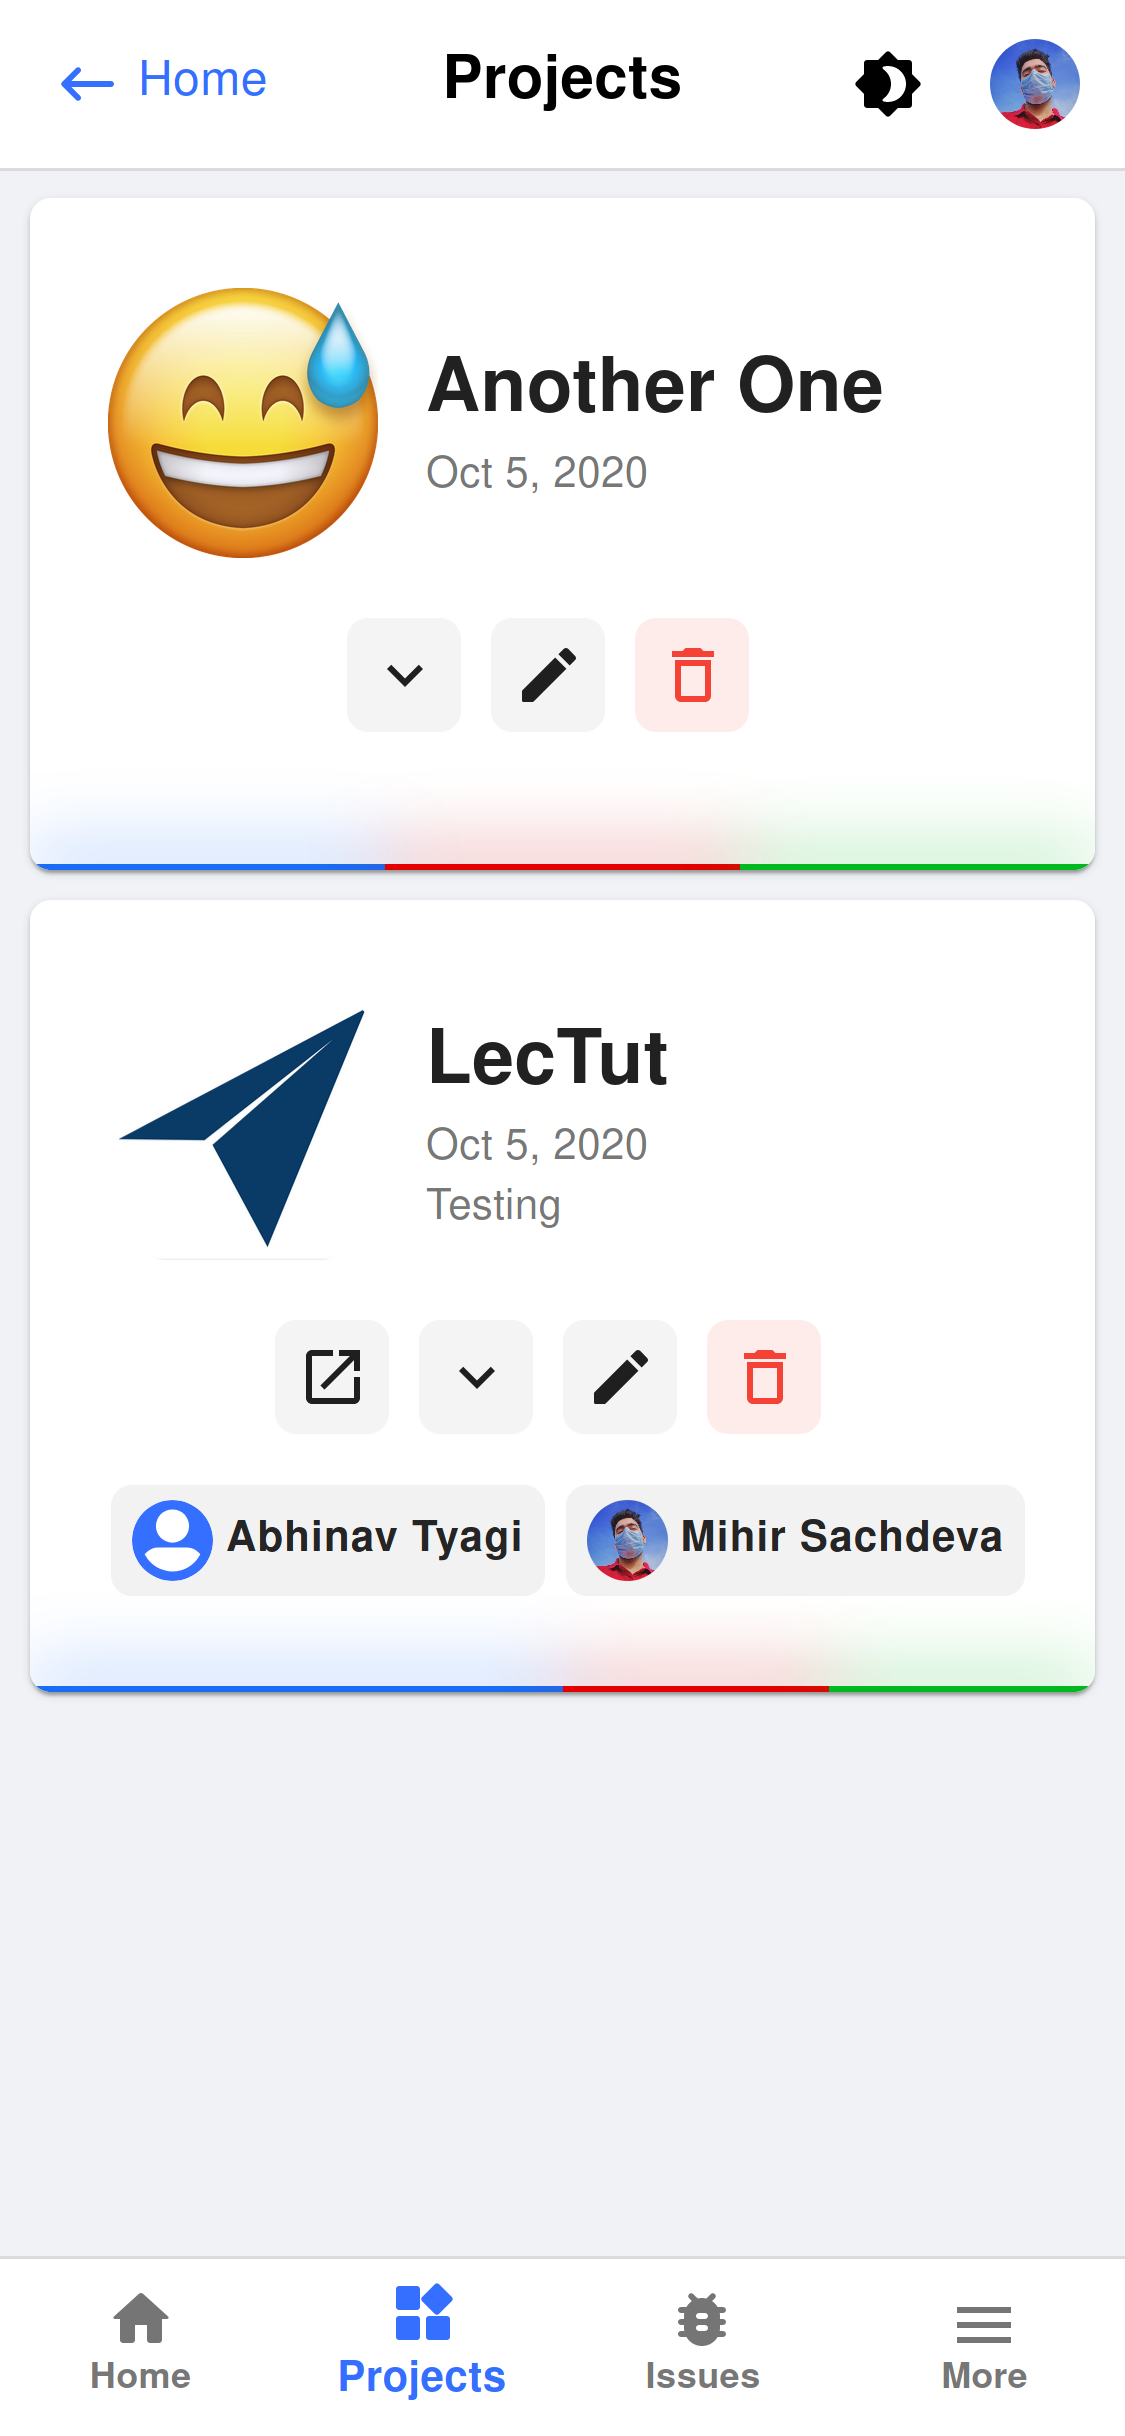 Home
Projects
Another One
Oct 5, 2020
LecTut
Oct 5, 2020
Testing
Abhinav Tyagi
Mihir Sachdeva
Home
Projects
Issues
More